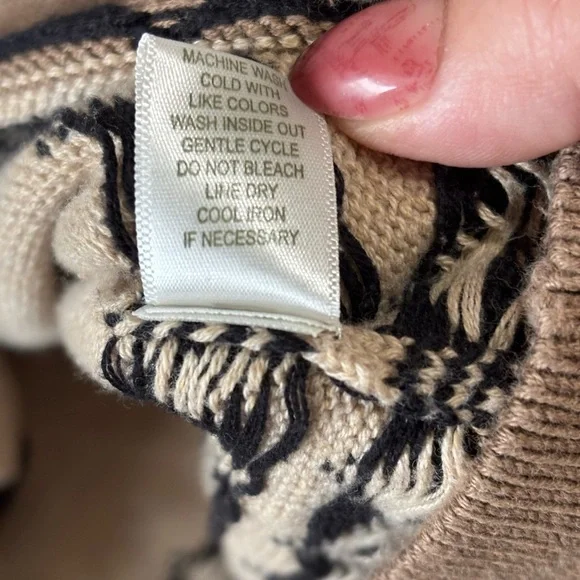 MACHINE WASH
COLD WITH
LIKE COLORS
WASH INSIDE OUT
GENTLE CYCLE
DO NOT BLEACH
LINE DRY
COOL IRON
IF NECESSARY